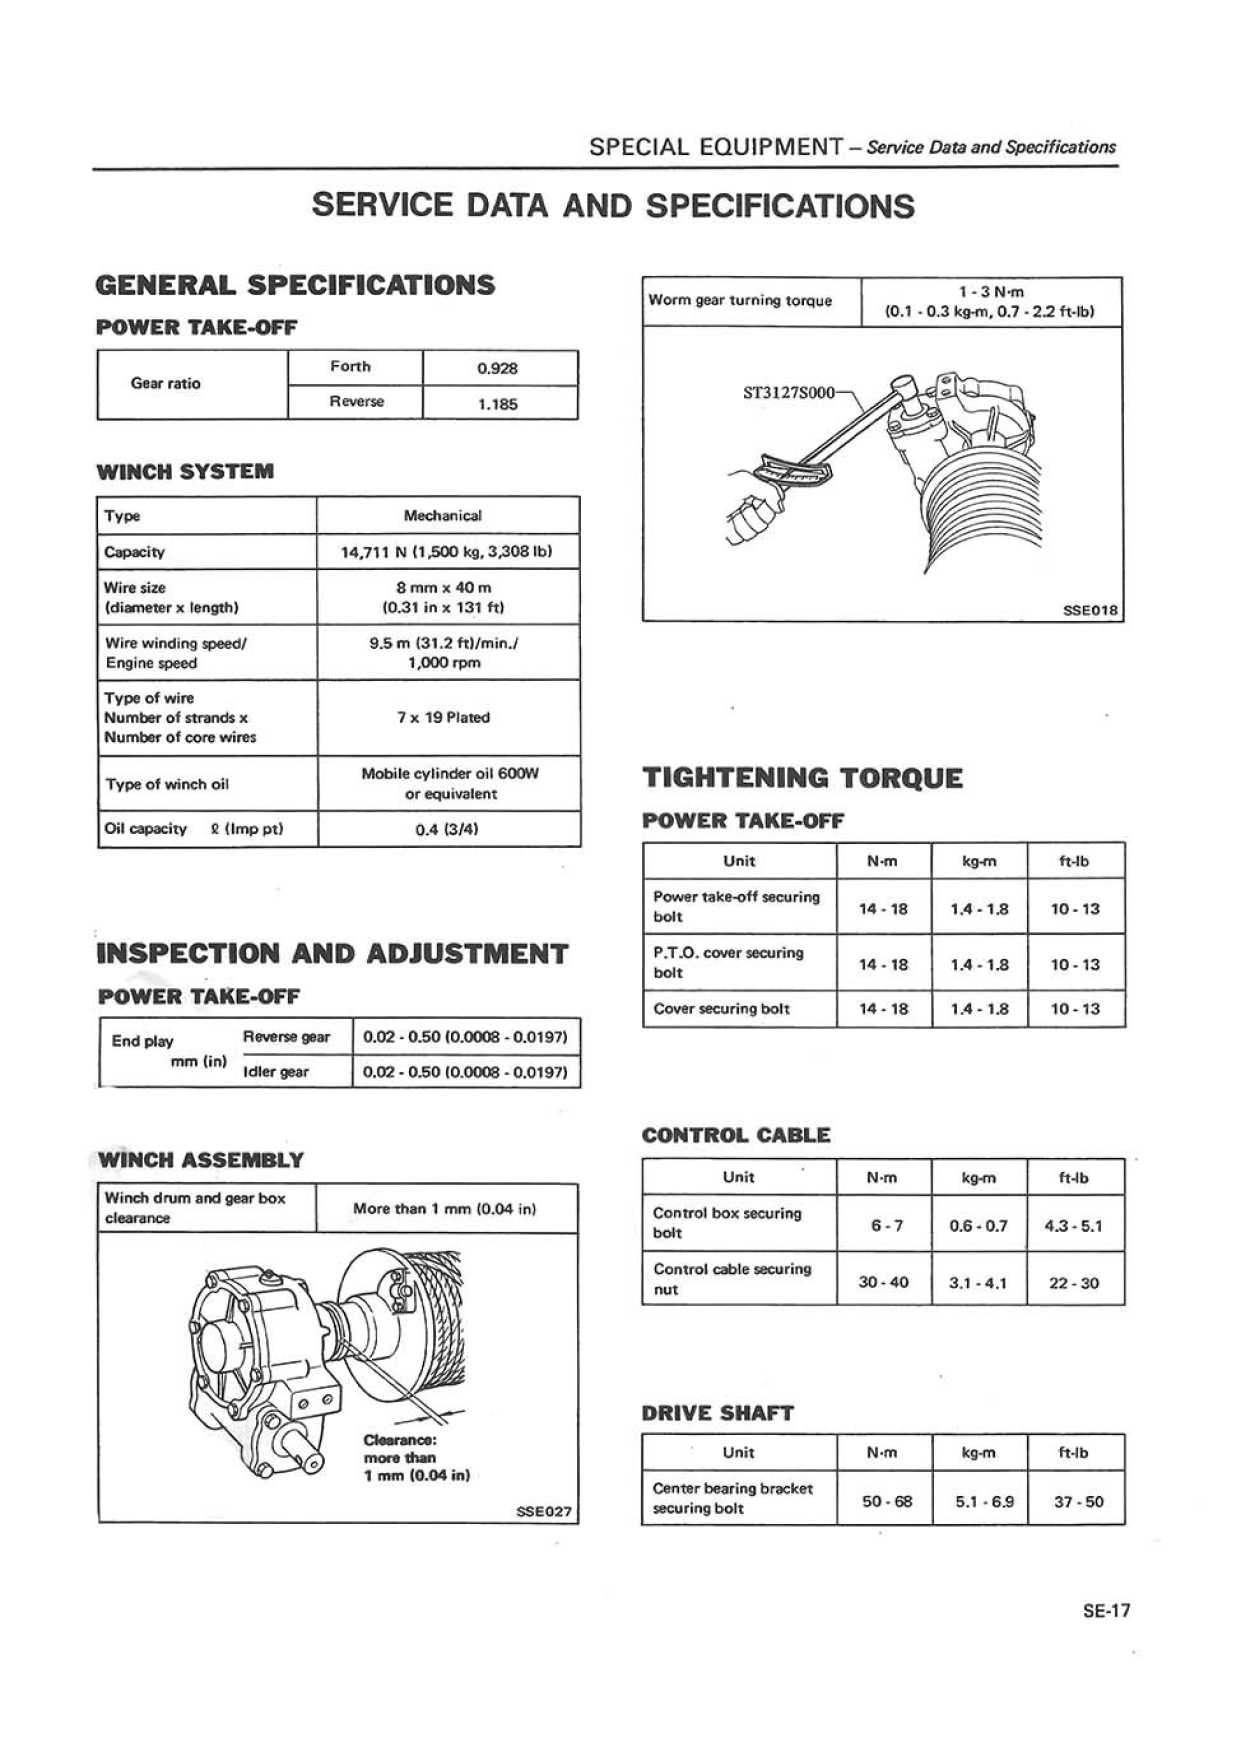 SPECIAL EQUIPMENT – Service Data and Specifications
SERVICE DATA AND SPECIFICATIONS
GENERAL SPECIFICATIONS
POWER TAKE-OFF
Gear ratio
Forth 0.928
Reverse 1.185
WINCH SYSTEM
Type Mechanical
Capacity 14,711 N (1,500 kg, 3,308 lb)
Wire size 8 mm x 40 m
(diameter x length) (0.31 in x 131 ft)
Wire winding speed/ 9.5 m (31.2 ft)/min./
Engine speed 1,000 rpm
Type of wire
Number of strands x 7 x 19 Plated
Number of core wires
Type of winch oil
Mobile cylinder oil 600W
or equivalent
Oil capacity ℓ (Imp pt) 0.4 (3/4)
INSPECTION AND ADJUSTMENT
POWER TAKE-OFF
End play
mm (in)
Reverse gear 0.02 - 0.50 (0.0008 - 0.0197)
Idler gear 0.02 - 0.50 (0.0008 - 0.0197)
WINCH ASSEMBLY
Winch drum and gear box
clearance
More than 1 mm (0.04 in)
Clearance:
more than
1 mm (0.04 in)
SSE027
Worm gear turning torque
1 - 3 N·m
(0.1 - 0.3 kg-m, 0.7 - 2.2 ft-lb)
ST3127S000
SSE018
TIGHTENING TORQUE
POWER TAKE-OFF
Unit N·m kg-m ft-lb
Power take-off securing
bolt
14 - 18 1.4 - 1.8 10 - 13
P.T.O. cover securing
bolt
14 - 18 1.4 - 1.8 10 - 13
Cover securing bolt 14 - 18 1.4 - 1.8 10 - 13
CONTROL CABLE
Unit N·m kg-m ft-lb
Control box securing
bolt
6 - 7 0.6 - 0.7 4.3 - 5.1
Control cable securing
nut
30 - 40 3.1 - 4.1 22 - 30
DRIVE SHAFT
Unit N·m kg-m ft-lb
Center bearing bracket
securing bolt
50 - 68 5.1 - 6.9 37 - 50
SE-17